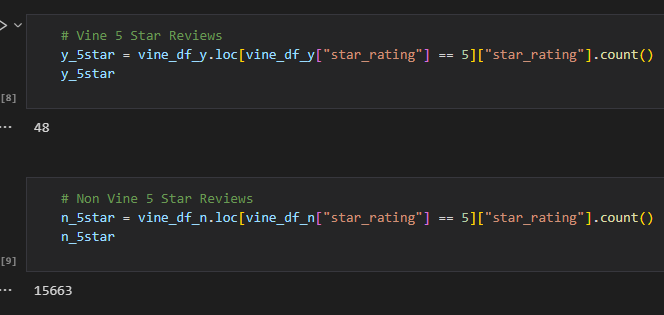 # Vine 5 Star Reviews
y_5star = vine_df_y.loc[vine_df_y["star_rating"] == 5]["star_rating"].count()
y_5star
[8]
48
# Non Vine 5 Star Reviews
n_5star = vine_df_n.loc[vine_df_n["star_rating"] == 5]["star_rating"].count()
n_5star
[9]
15663